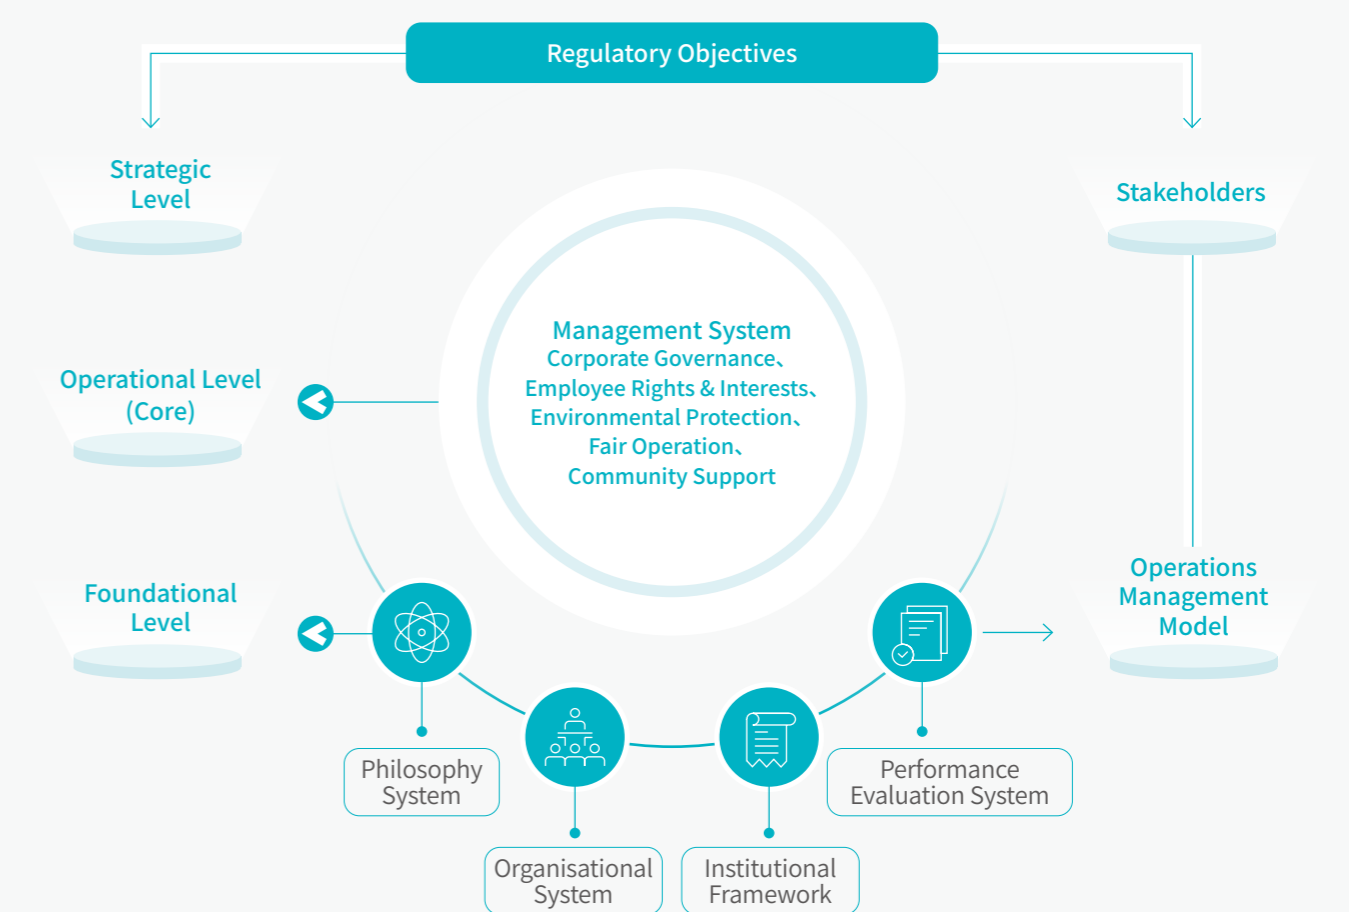 Regulatory Objectives
Strategic
Level
Stakeholders
Management System
Corporate Governance、
Employee Rights & Interests、
Environmental Protection、
Fair Operation、
Community Support
Operational Level
(Core)
Foundational
Level
Operations
Management
Model
Philosophy
System
Performance
Evaluation System
Organisational
System
Institutional
Framework